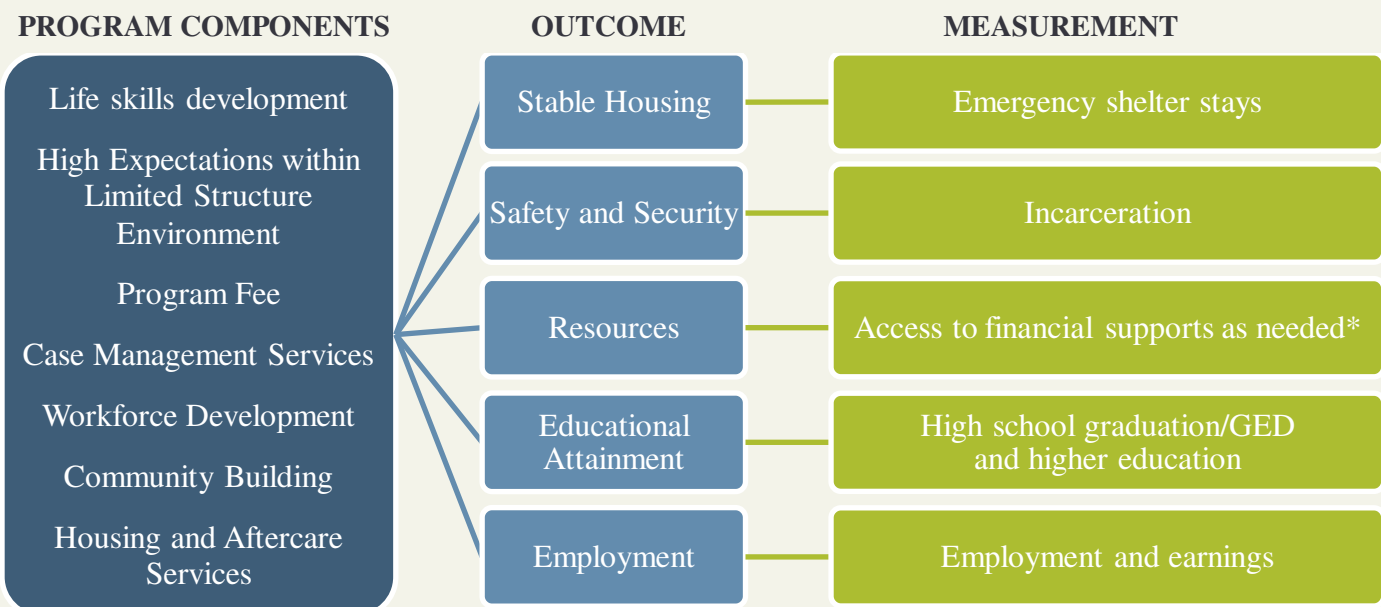 PROGRAM COMPONENTS
Life skills development
High Expectations within
Limited Structure
Environment
Program Fee
Case Management Services
Workforce Development
Community Building
Housing and Aftercare
Services
OUTCOME
Stable Housing
Safety and Security
Resources
Educational
Attainment
Employment
MEASUREMENT
Emergency shelter stays
Incarceration
Access to financial supports as needed*
High school graduation/GED
and higher education
Employment and earnings